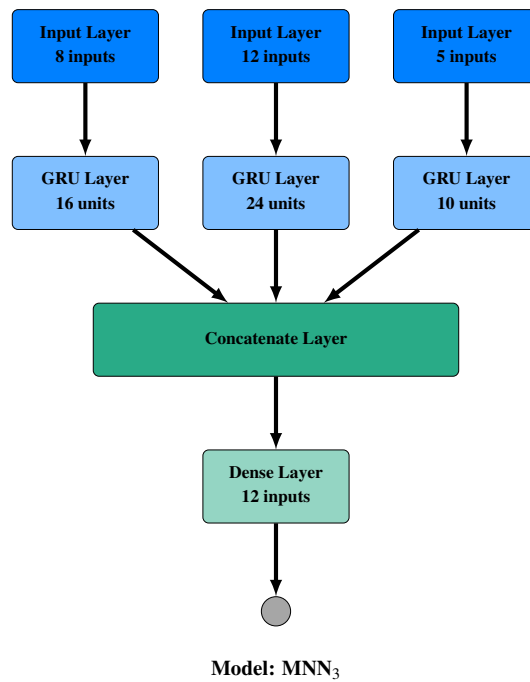 Input Layer
8 inputs
Input Layer
12 inputs
Input Layer
5 inputs
GRU Layer
16 units
GRU Layer
24 units
GRU Layer
10 units
Concatenate Layer
Dense Layer
12 inputs
Model: MNN₃